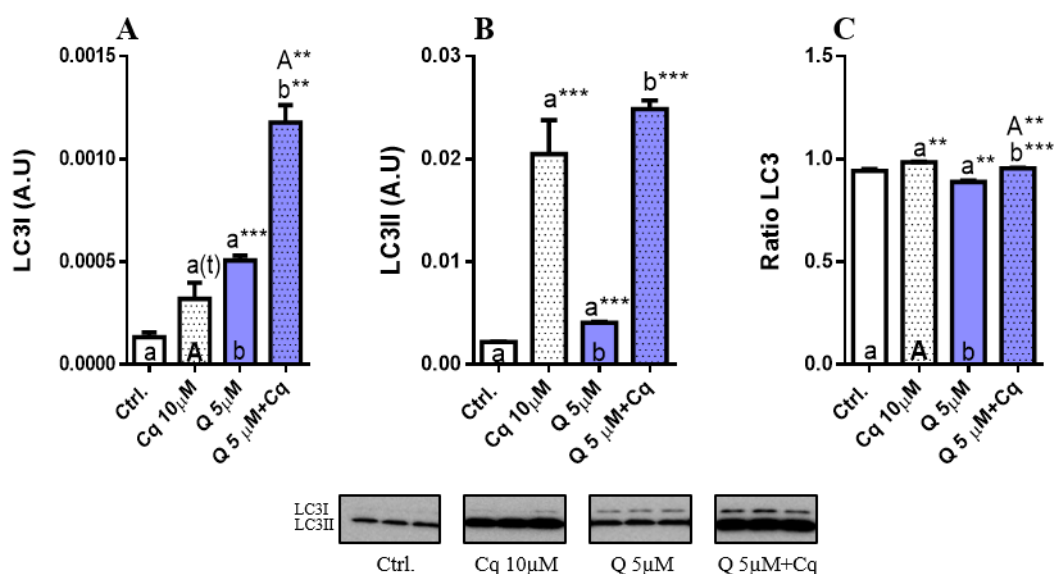 A
LC3I (A.U)
0.0015
0.0010
0.0005
0.0000
a
a(t)
A
a***
b
A**
b**
Ctrl.
Cq 10μM
Q 5μM
Q 5 μM+Cq
B
LC3II (A.U)
0.03
0.02
0.01
0.00
a
a***
a***
b
b***
Ctrl.
Cq 10μM
Q 5μM
Q 5 μM+Cq
C
Ratio LC3
1.5
1.0
0.5
0.0
a
a**
A
a**
b
A**
b***
Ctrl.
Cq 10μM
Q 5μM
Q 5 μM+Cq
LC3I
LC3II
Ctrl.
Cq 10μM
Q 5μM
Q 5μM+Cq